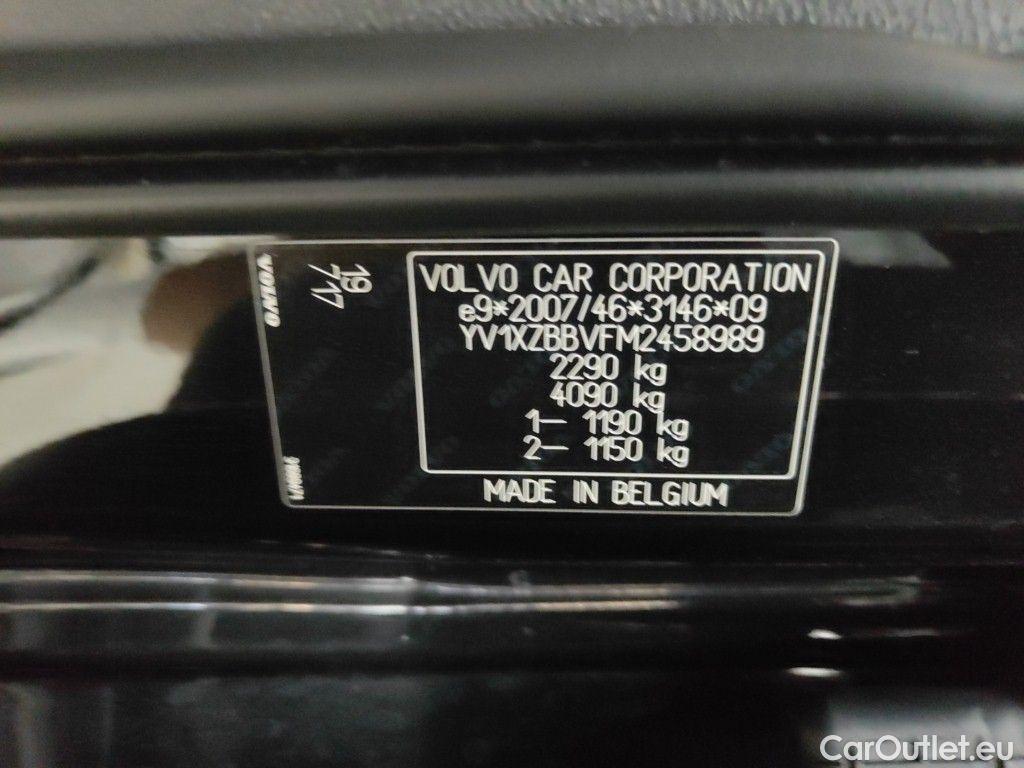 VOLVO
19
717
VOLVO CAR CORPORATION
e9*2007/46*3146*09
YV1XZBBVFM2458989
2290 kg
4090 kg
1- 1190 kg
2- 1150 kg
MADE IN BELGIUM
CarOutlet.eu